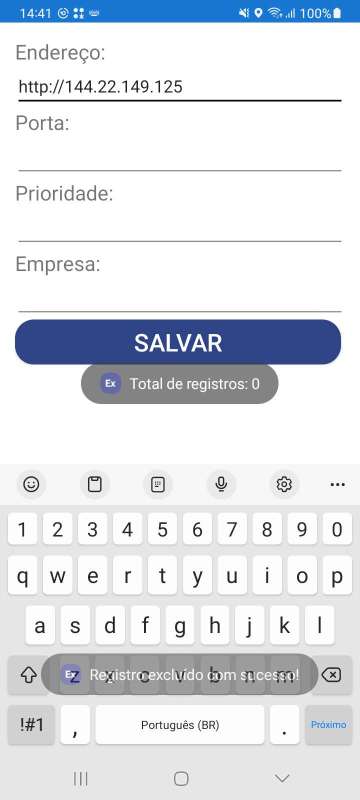 14:41 100%
Endereço:
http://144.22.149.125
Porta:
Prioridade:
Empresa:
SALVAR
Ex Total de registros: 0
1 2 3 4 5 6 7 8 9 0
q w e r t y u i o p
a s d f g h j k l
z x c v b n m
Ex Registro excluído com sucesso!
!#1 , Português (BR) . Próximo